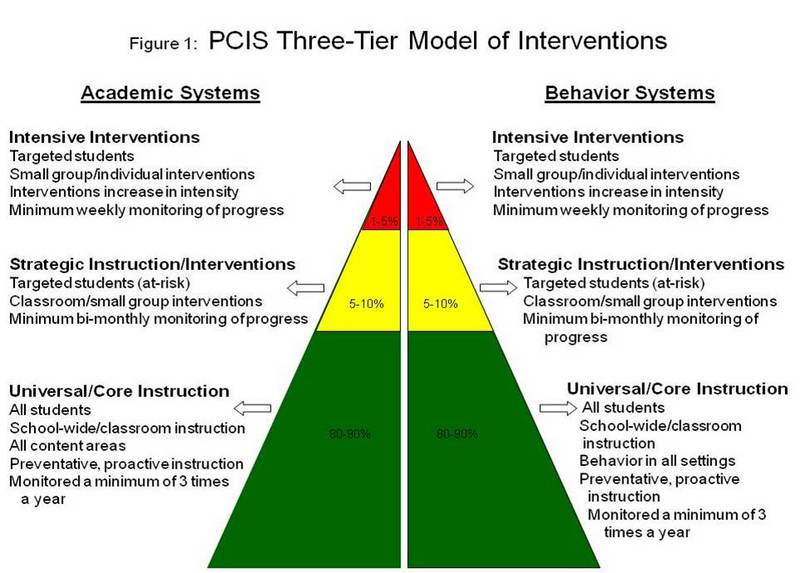 Figure 1: PCIS Three-Tier Model of Interventions
Academic Systems
Intensive Interventions
Targeted students
Small group/individual interventions
Interventions increase in intensity
Minimum weekly monitoring of progress
Strategic Instruction/Interventions
Targeted students (at-risk)
Classroom/small group interventions
Minimum bi-monthly monitoring of progress
Universal/Core Instruction
All students
School-wide/classroom instruction
All content areas
Preventative, proactive instruction
Monitored a minimum of 3 times
a year
1-5%
5-10%
80-90%
Behavior Systems
Intensive Interventions
Targeted students
Small group/individual interventions
Interventions increase in intensity
Minimum weekly monitoring of progress
Strategic Instruction/Interventions
Targeted students (at-risk)
Classroom/small group interventions
Minimum bi-monthly monitoring of
progress
Universal/Core Instruction
All students
School-wide/classroom
instruction
Behavior in all settings
Preventative, proactive
instruction
Monitored a minimum of 3
times a year
1-5%
5-10%
80-90%